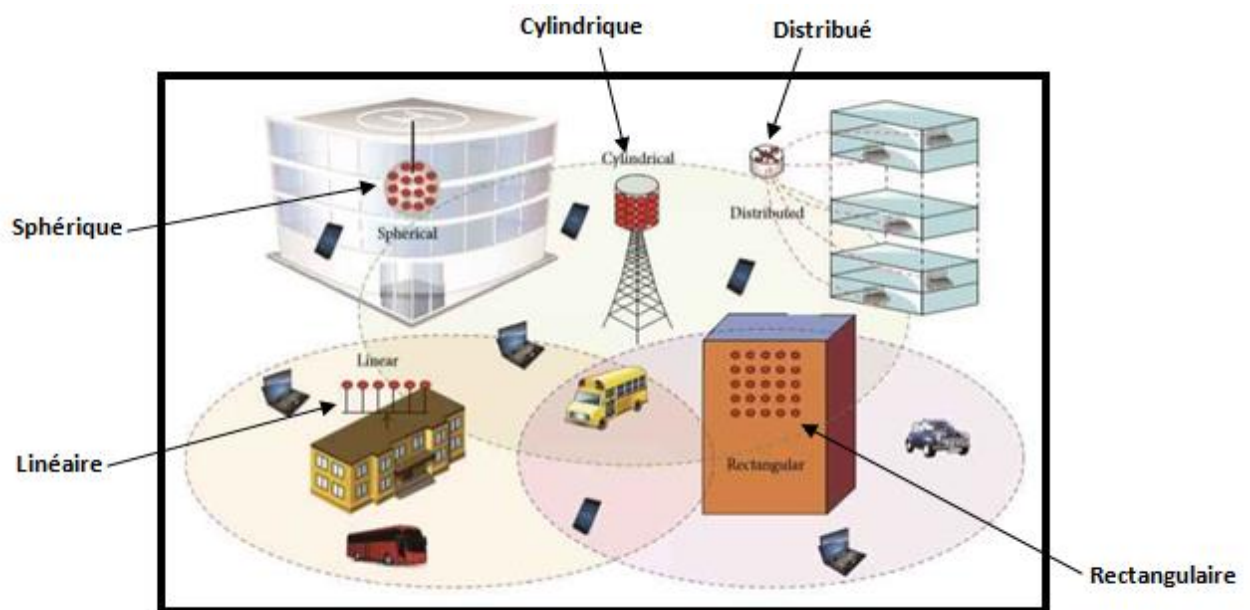 Cylindrique
Distribué
Cylindrical
Sphérique
Spherical
Distributed
Linear
Linéaire
Rectangular
Rectangulaire